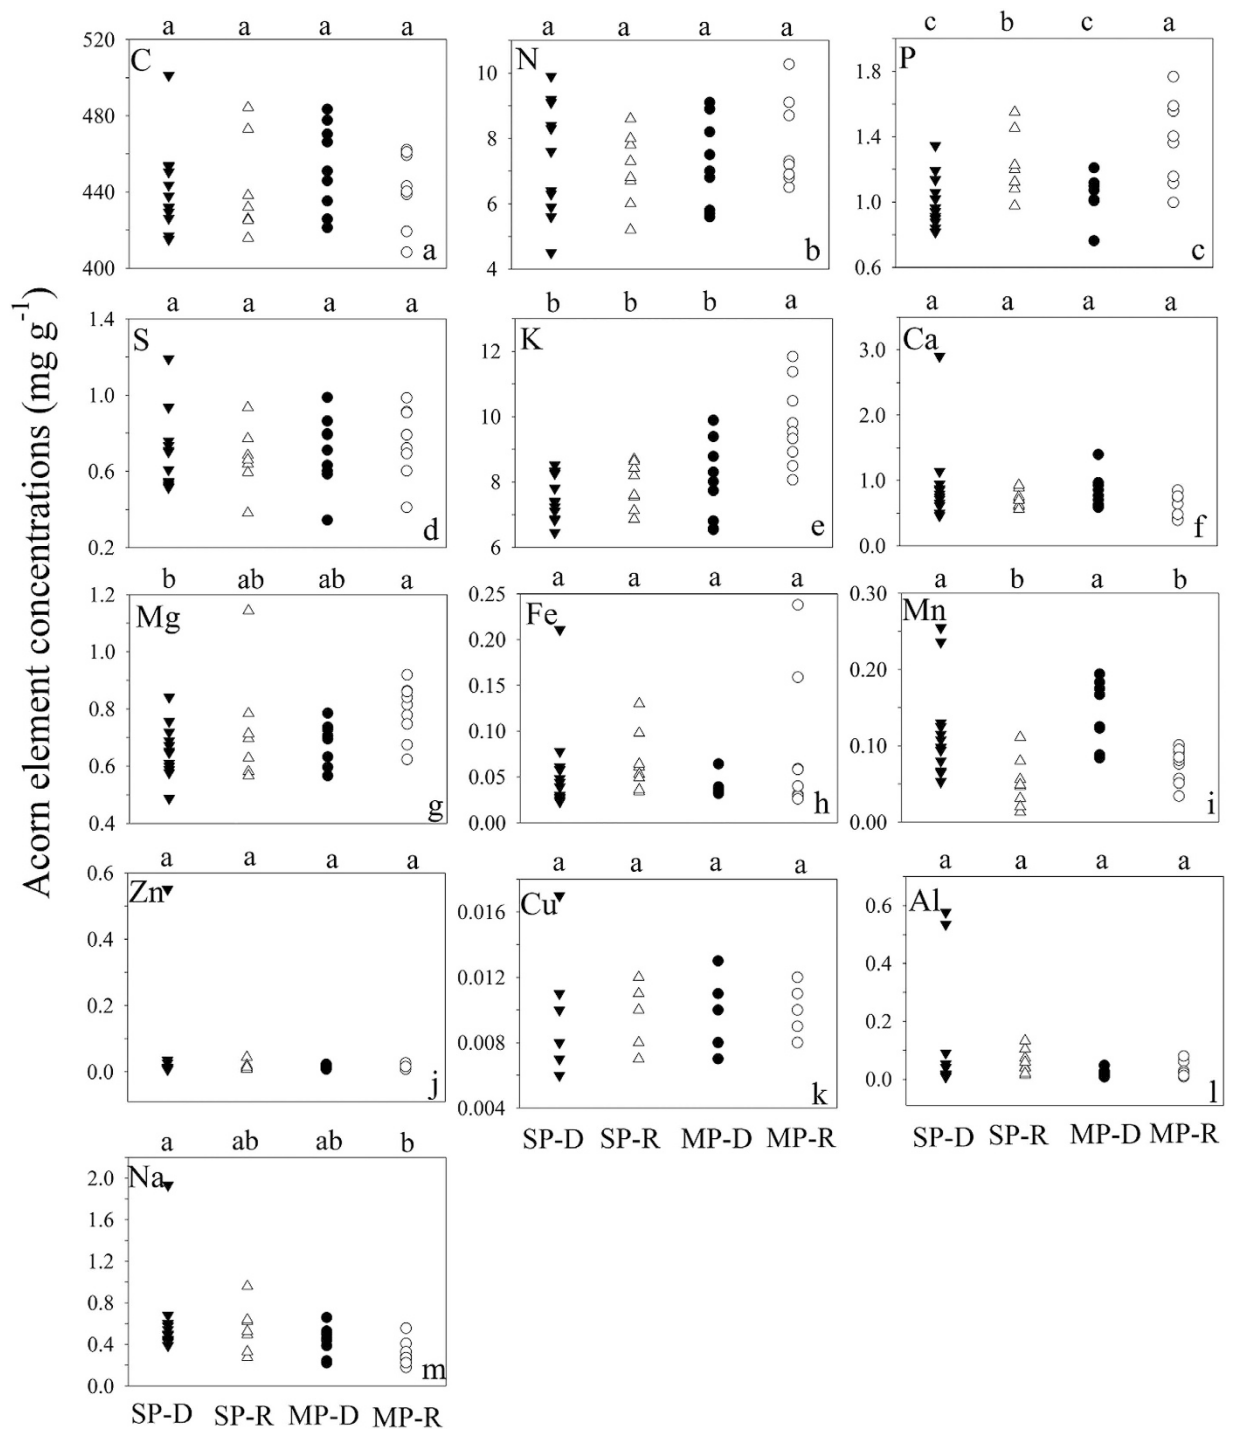 a a a a
a a a a
c b c a
C
520
480
440
400
a
N
10
8
6
4
b
P
1.8
1.4
1.0
0.6
c
Acorn element concentrations (mg g⁻¹)
a a a a
b b b a
a a a a
S
1.4
1.0
0.6
0.2
d
K
12
10
8
6
e
Ca
3.0
2.0
1.0
0.0
f
b ab ab a
a a a a
a b a b
Mg
1.2
1.0
0.8
0.6
0.4
g
Fe
0.25
0.20
0.15
0.10
0.05
0.00
h
Mn
0.30
0.20
0.10
0.00
i
a a a a
a a a a
a a a a
Zn
0.6
0.4
0.2
0.0
j
Cu
0.016
0.012
0.008
0.004
k
SP-D SP-R MP-D MP-R
Al
0.6
0.4
0.2
0.0
l
SP-D SP-R MP-D MP-R
a ab ab b
Na
2.0
1.6
1.2
0.8
0.4
0.0
m
SP-D SP-R MP-D MP-R